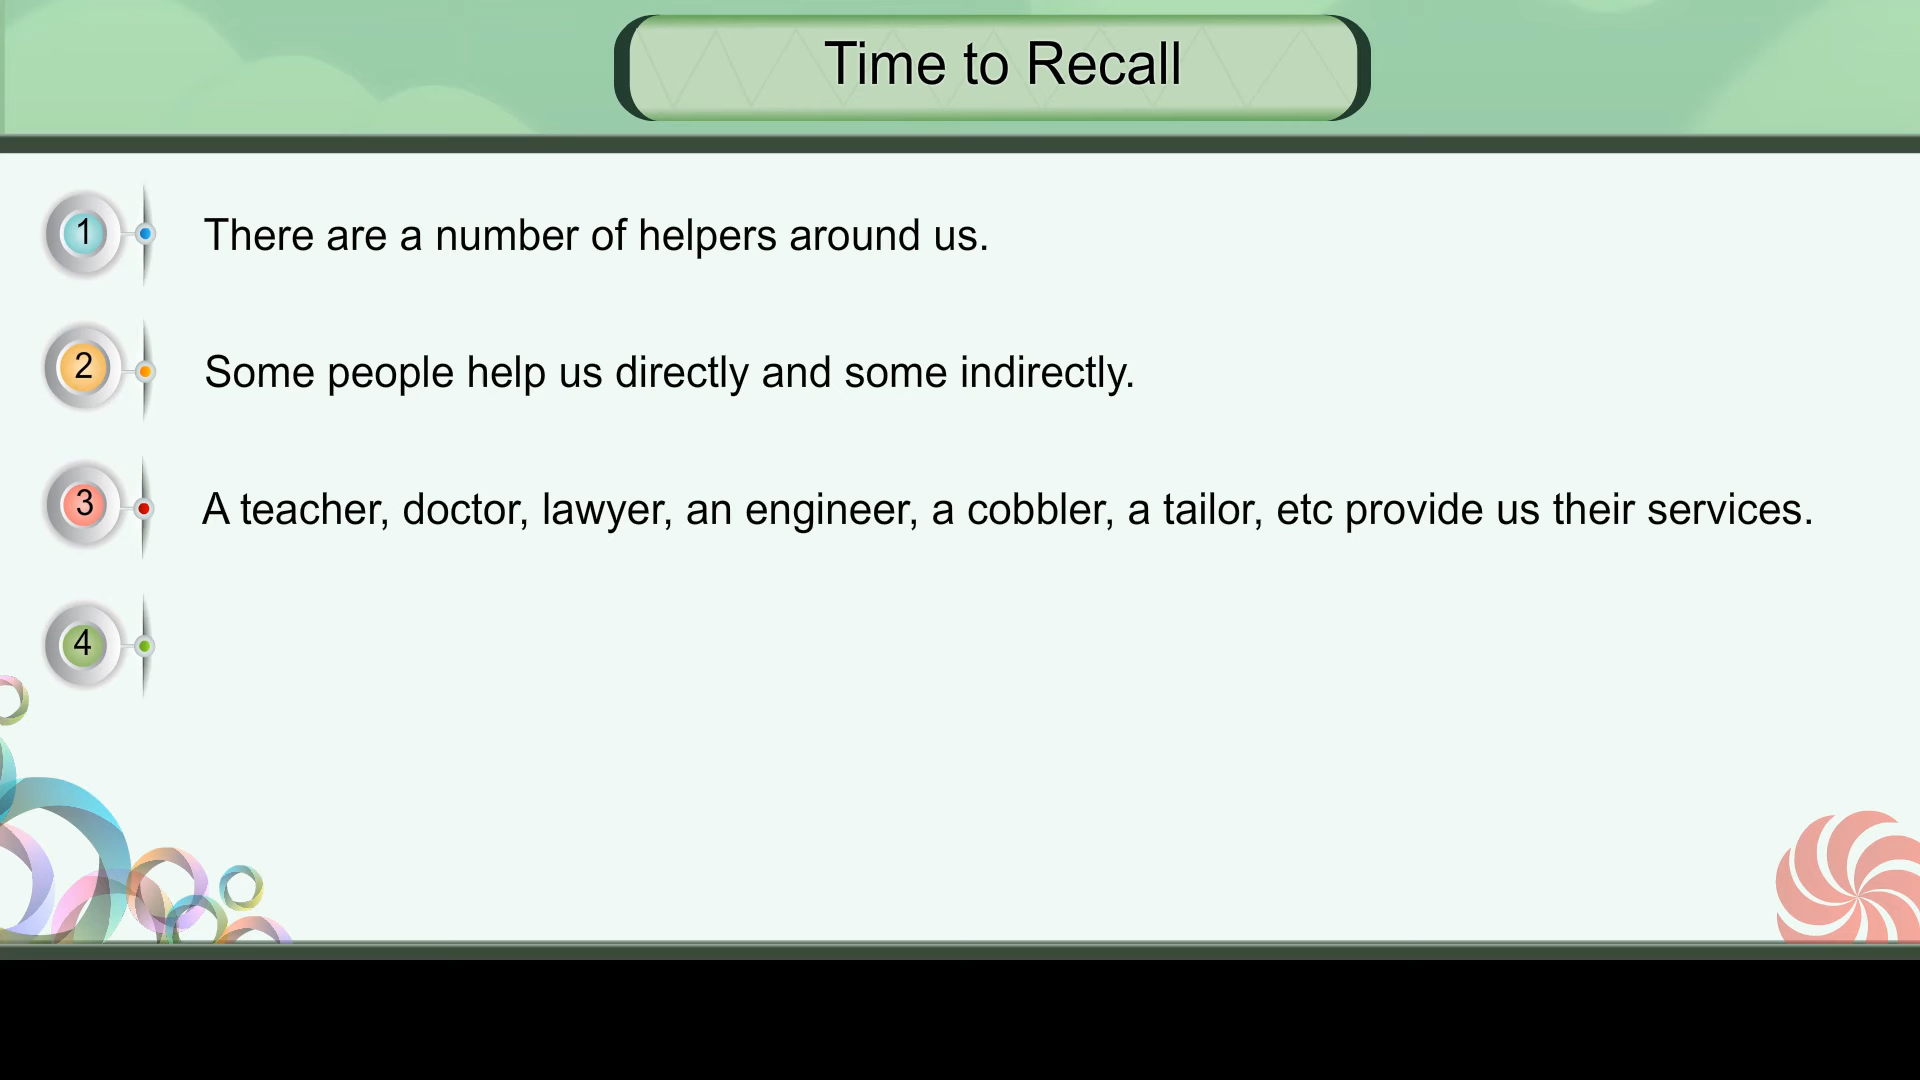 Time to Recall
1 There are a number of helpers around us.
2 Some people help us directly and some indirectly.
3 A teacher, doctor, lawyer, an engineer, a cobbler, a tailor, etc provide us their services.
4